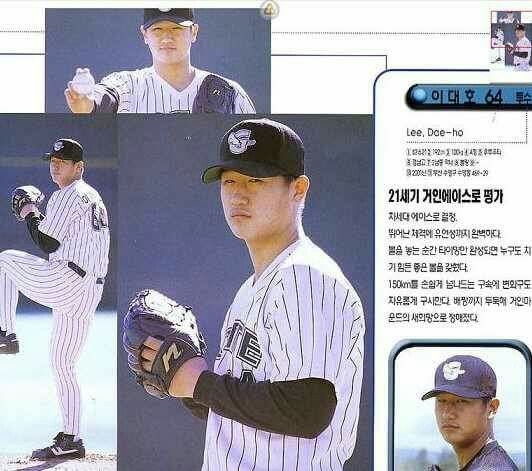 이대호 64 투수
Lee, Dae-ho
21세기 거인에이스로 평가
차세대 에이스로 결정.
뛰어난 체격에 유연성까지 완벽하다.
볼을 놓는 순간 타이밍만 완성되면 누구도 치
기 힘든 좋은 볼을 갖췄다.
150km를 손쉽게 넘나드는 구속에 변화구도
자유롭게 구사한다. 배짱까지 두둑해 거인마
운드의 새희망으로 정해졌다.